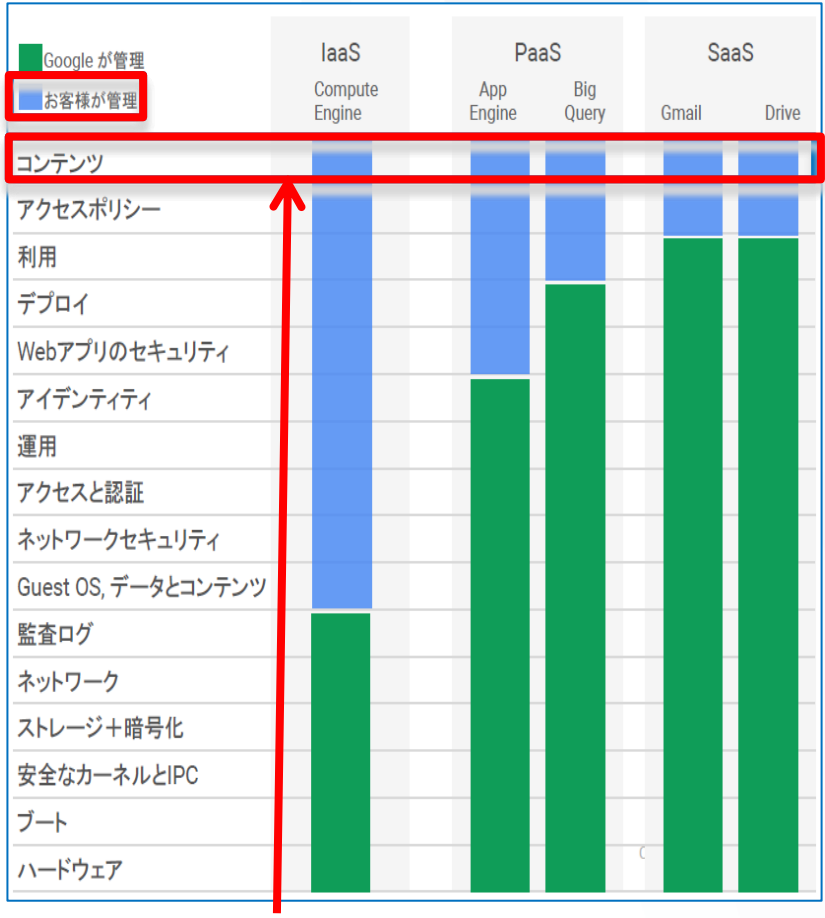 Google が管理
お客様が管理
IaaS
PaaS
SaaS
Compute
Engine
App
Engine
Big
Query
Gmail
Drive
コンテンツ
アクセスポリシー
利用
デプロイ
Webアプリのセキュリティ
アイデンティティ
運用
アクセスと認証
ネットワークセキュリティ
Guest OS, データとコンテンツ
監査ログ
ネットワーク
ストレージ＋暗号化
安全なカーネルとIPC
ブート
ハードウェア